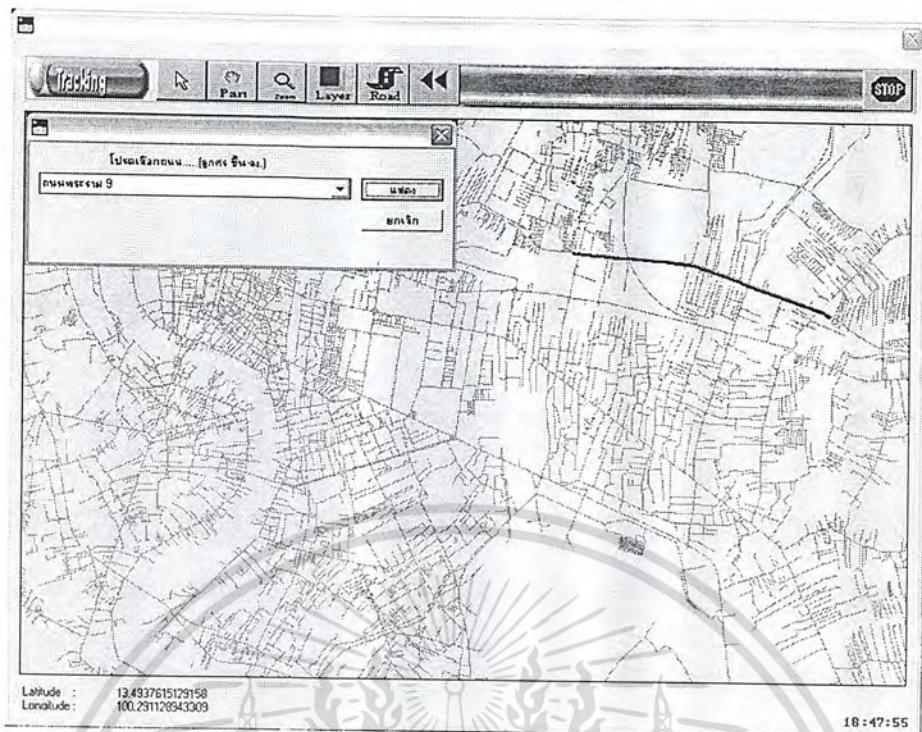 Tracking
Part
Zoom
Layer
Road
STOP
โปรดเลือกถนน....(ลูกศร ขึ้น-ลง.)
ถนนพระราม 9
แสดง
ยกเลิก
Latitude : 13.4937615129158
Longitude : 100.291128943309
18:47:55